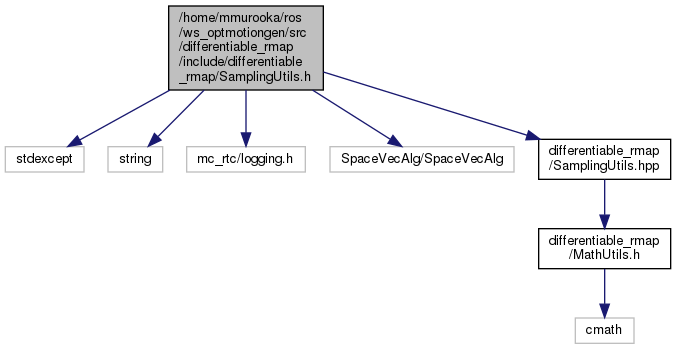 /home/mmurooka/ros
/ws_optmotiongen/src
/differentiable_rmap
/include/differentiable
_rmap/SamplingUtils.h
stdexcept
string
mc_rtc/logging.h
SpaceVecAlg/SpaceVecAlg
differentiable_rmap
/SamplingUtils.hpp
differentiable_rmap
/MathUtils.h
cmath